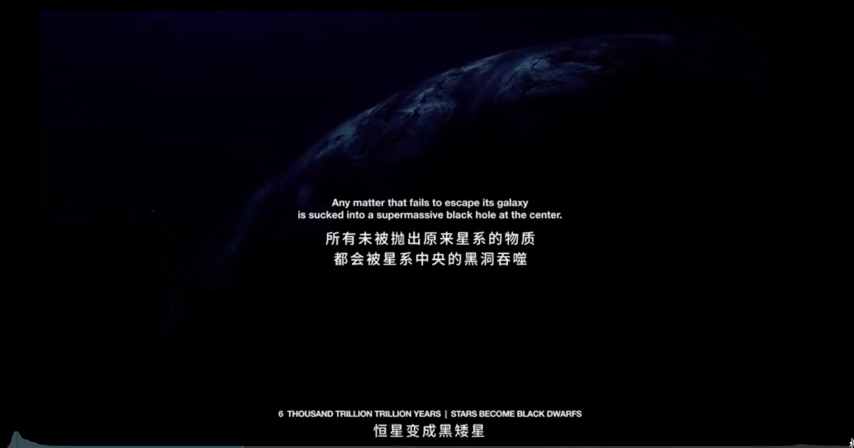 Any matter that fails to escape its galaxy
is sucked into a supermassive black hole at the center.
所有未被抛出原来星系的物质
都会被星系中央的黑洞吞噬
6 THOUSAND TRILLION TRILLION YEARS | STARS BECOME BLACK DWARFS
恒星变成黑矮星